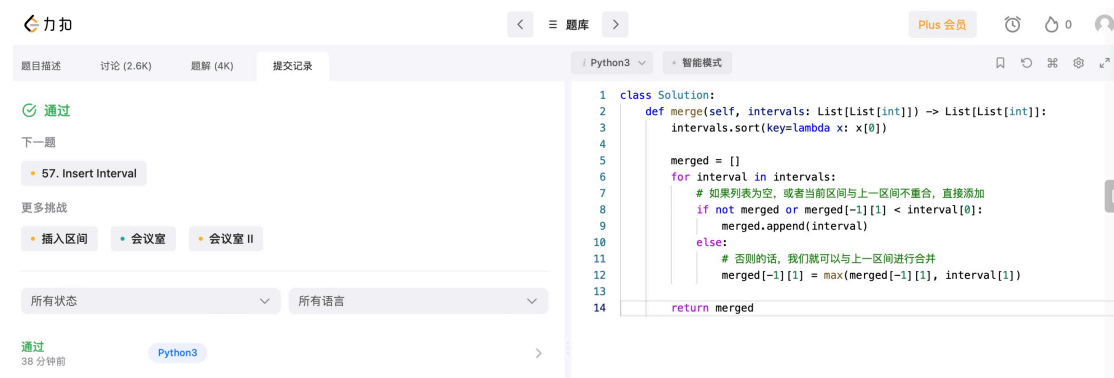 力扣
题库
Plus 会员
0
题目描述
讨论 (2.6K)
题解 (4K)
提交记录
通过
下一题
57. Insert Interval
更多挑战
插入区间
会议室
会议室 II
所有状态
所有语言
通过
38 分钟前
Python3
i Python3
智能模式
1 class Solution:
2     def merge(self, intervals: List[List[int]]) -> List[List[int]]:
3         intervals.sort(key=lambda x: x[0])
4
5         merged = []
6         for interval in intervals:
7             # 如果列表为空，或者当前区间与上一区间不重合，直接添加
8             if not merged or merged[-1][1] < interval[0]:
9                 merged.append(interval)
10             else:
11                 # 否则的话，我们就可以与上一区间进行合并
12                 merged[-1][1] = max(merged[-1][1], interval[1])
13
14         return merged